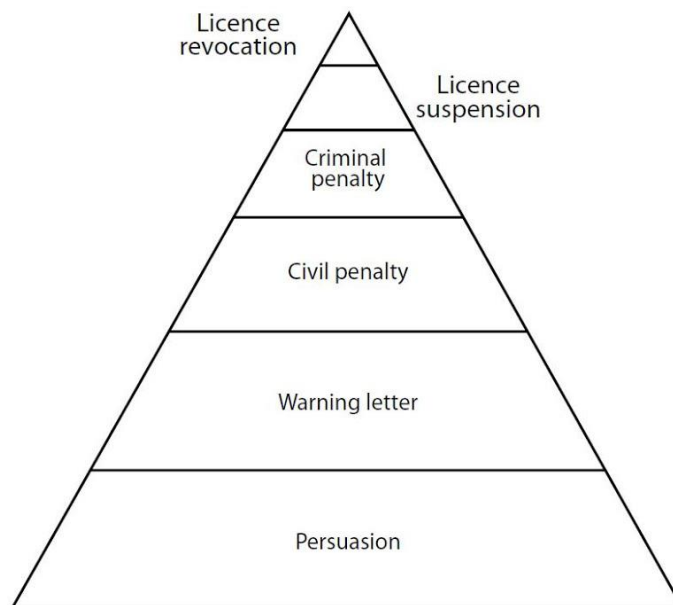 Licence
revocation
Licence
suspension
Criminal
penalty
Civil penalty
Warning letter
Persuasion